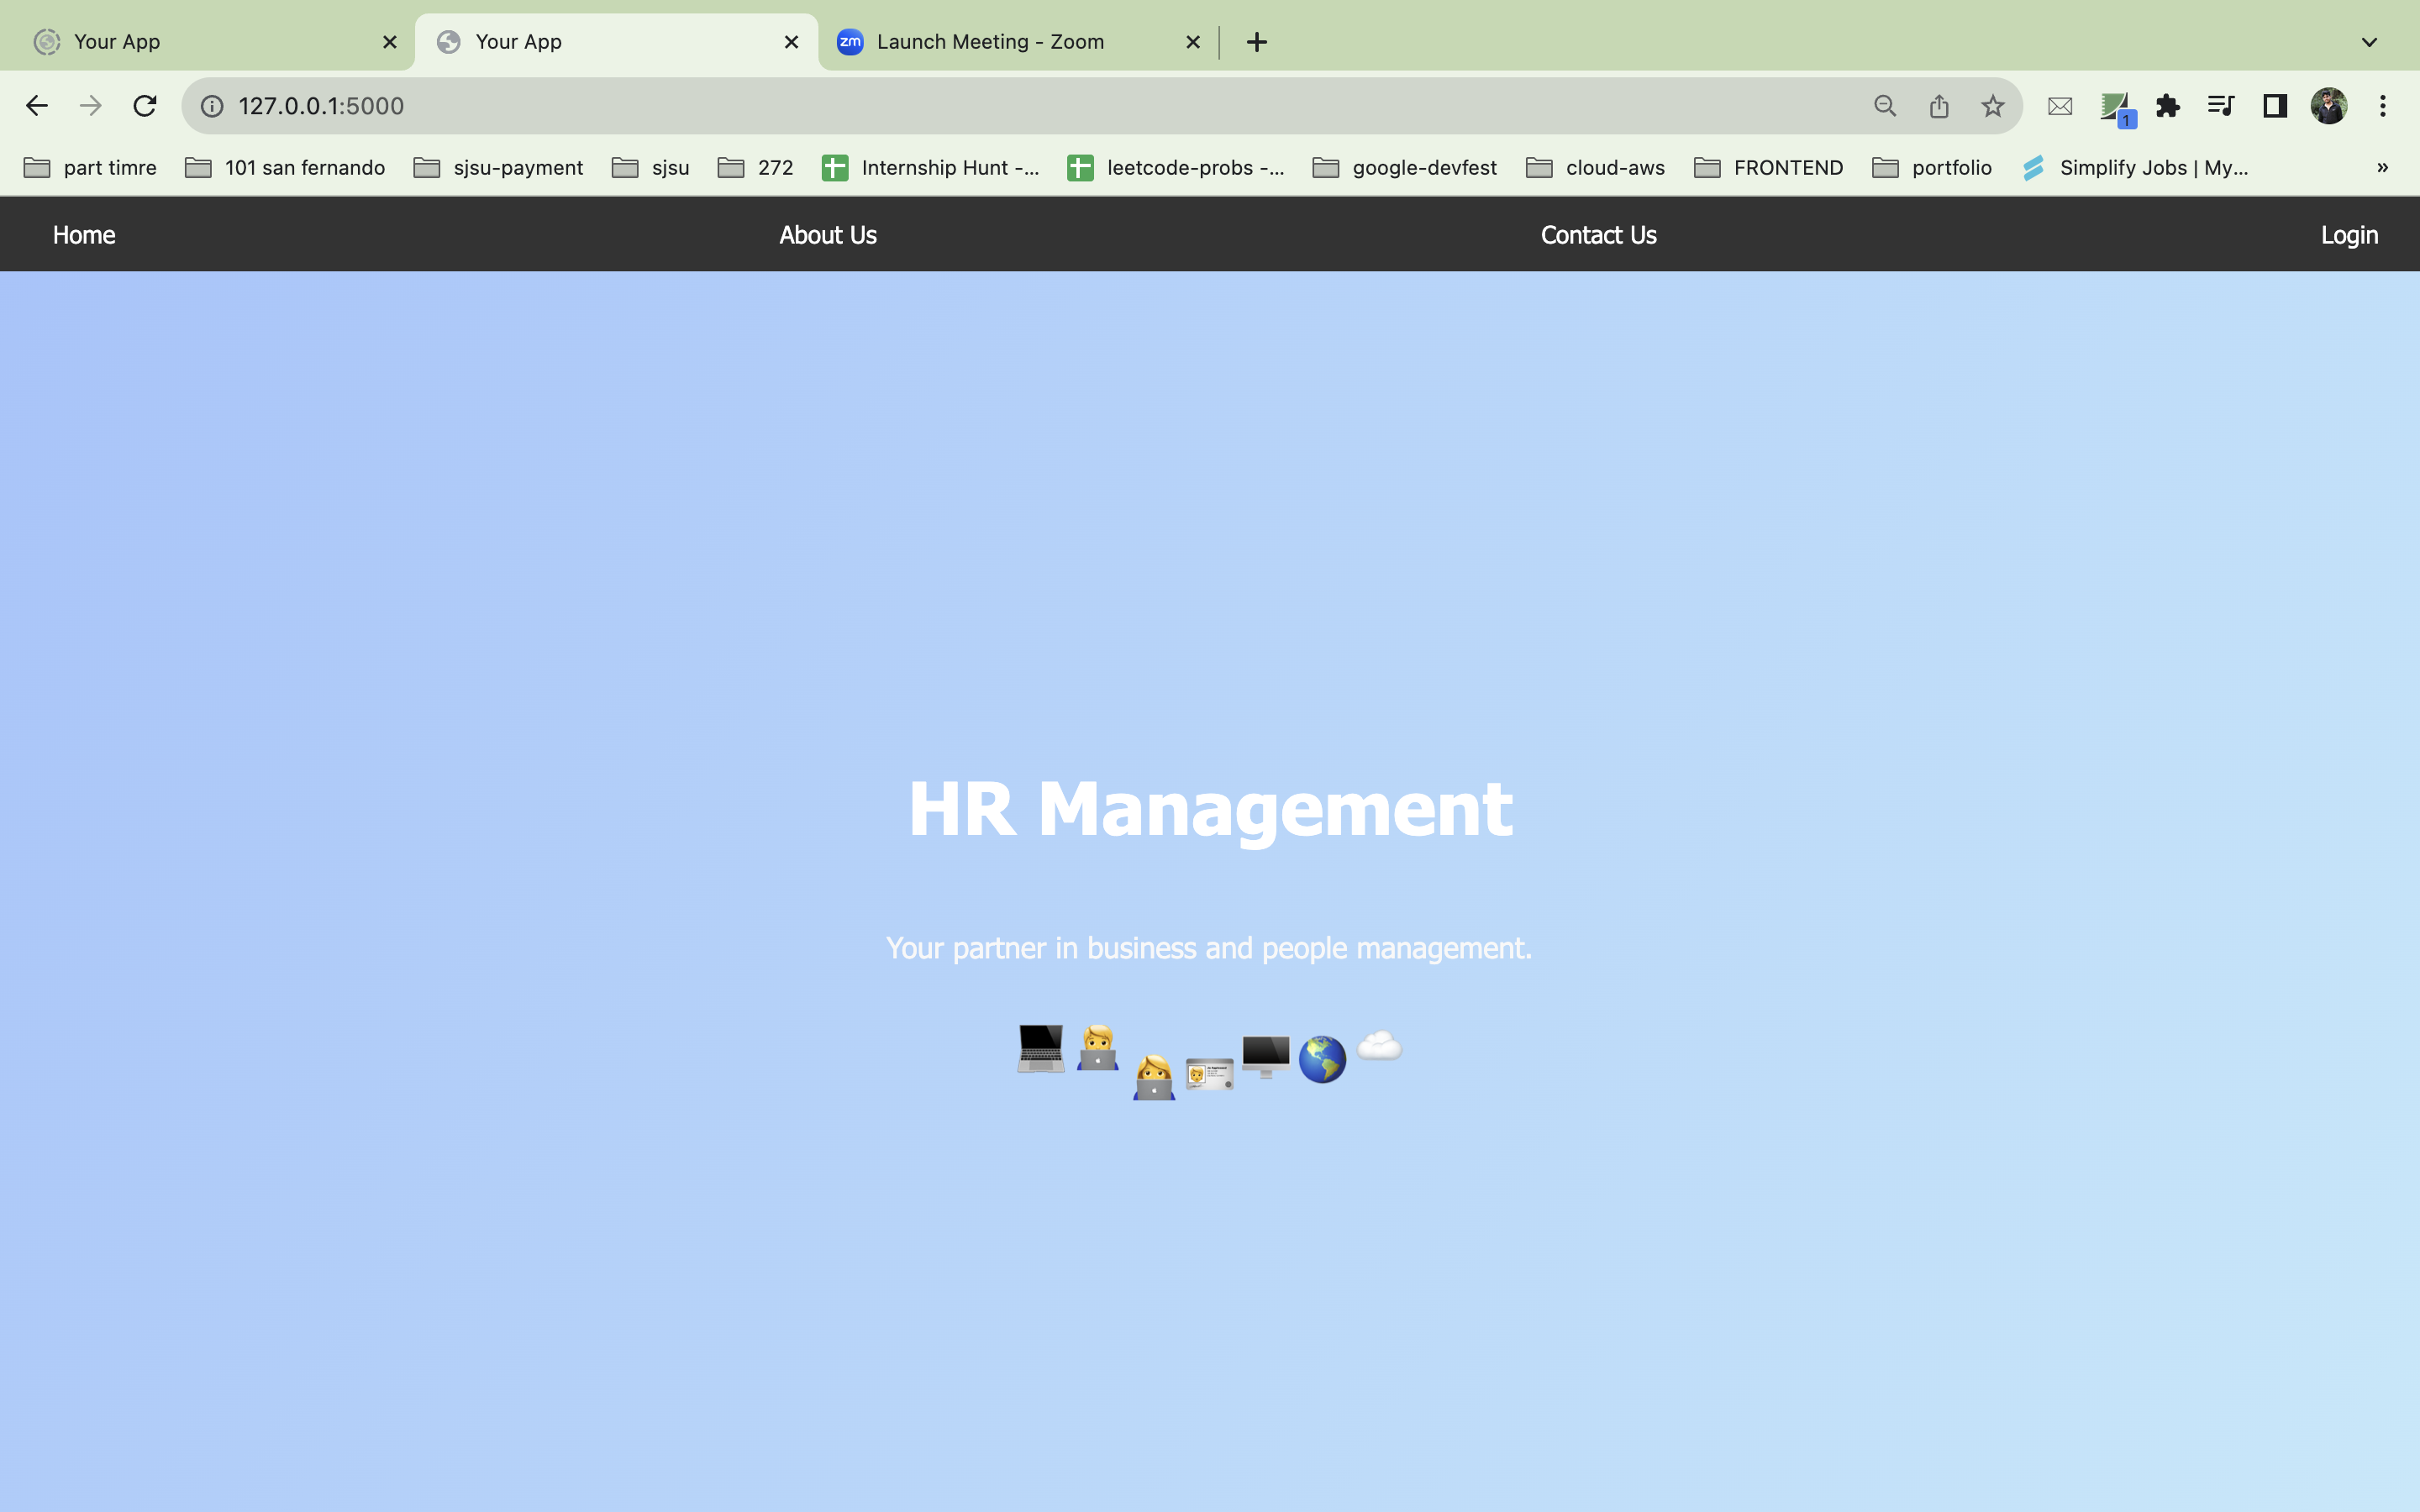 Your App
Your App
zm Launch Meeting - Zoom
127.0.0.1:5000
1
part timre 101 san fernando sjsu-payment sjsu 272 Internship Hunt -... leetcode-probs -... google-devfest cloud-aws FRONTEND portfolio Simplify Jobs | My... »
Home About Us Contact Us Login
HR Management
Your partner in business and people management.